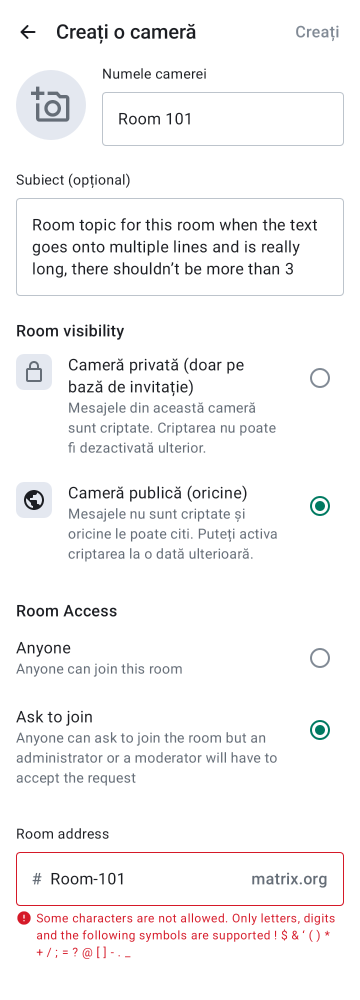 Creați o cameră
Creați
Numele camerei
Room 101
Subiect (opțional)
Room topic for this room when the text
goes onto multiple lines and is really
long, there shouldn’t be more than 3
Room visibility
Cameră privată (doar pe
bază de invitație)
Mesajele din această cameră
sunt criptate. Criptarea nu poate
fi dezactivată ulterior.
Cameră publică (oricine)
Mesajele nu sunt criptate și
oricine le poate citi. Puteți activa
criptarea la o dată ulterioară.
Room Access
Anyone
Anyone can join this room
Ask to join
Anyone can ask to join the room but an
administrator or a moderator will have to
accept the request
Room address
# Room-101 matrix.org
Some characters are not allowed. Only letters, digits
and the following symbols are supported ! $ & ‘ ( ) *
+ / ; = ? @ [ ] - . _